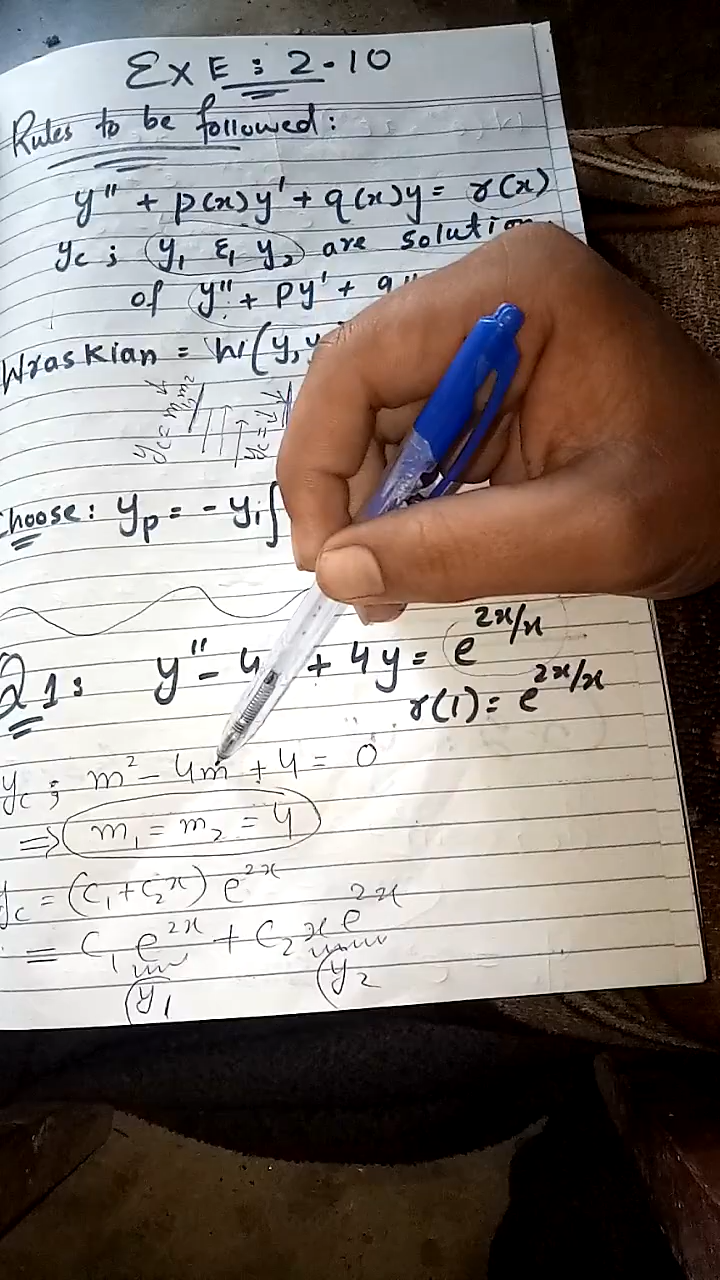 EXE : 2-10
Rules to be followed:
y'' + p(x)y' + q(x)y = r(x)
yc ; y₁ & y₂ are solution
of y'' + py' + q
Wraskian = W(y,
Choose: yp = - y₁∫
Q1: y'' - 4 + 4y = e^2x/x
r(1) = e^2x/x
yc ; m² - 4m + 4 = 0
⇒ m₁ = m₂ = 4
yc = (c₁ + c₂x) e^2x
= c₁ e^2x + c₂ x e^2x
y₁ y₂